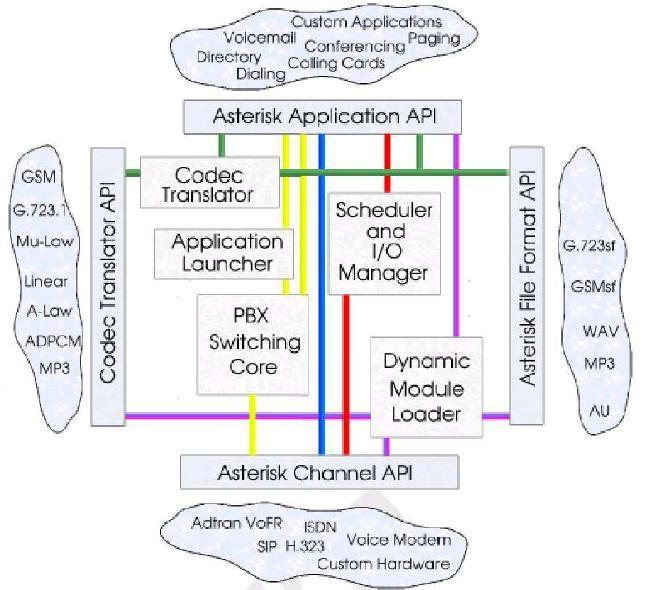 Custom Applications
Voicemail
Conferencing
Paging
Directory
Calling Cards
Dialing
Asterisk Application API
Codec
Translator
Application
Launcher
PBX
Switching
Core
Scheduler
and
I/O
Manager
Dynamic
Module
Loader
Codec Translator API
GSM
G.723.1
Mu-Law
Linear
A-Law
ADPCM
MP3
Asterisk File Format API
G.723sf
GSMsf
WAV
MP3
AU
Asterisk Channel API
Adtran VoFR
ISDN
SIP H.323
Voice Modem
Custom Hardware